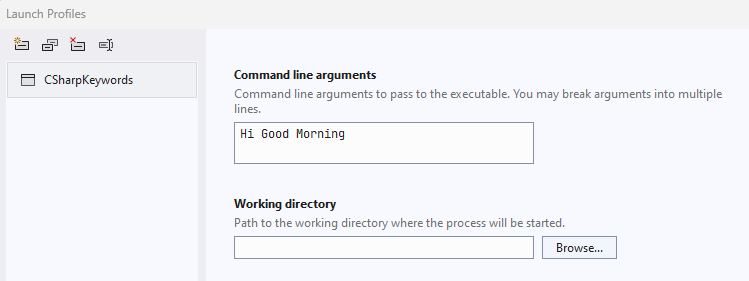 Launch Profiles
CSharpKeywords
Command line arguments
Command line arguments to pass to the executable. You may break arguments into multiple
lines.
Hi Good Morning
Working directory
Path to the working directory where the process will be started.
Browse...